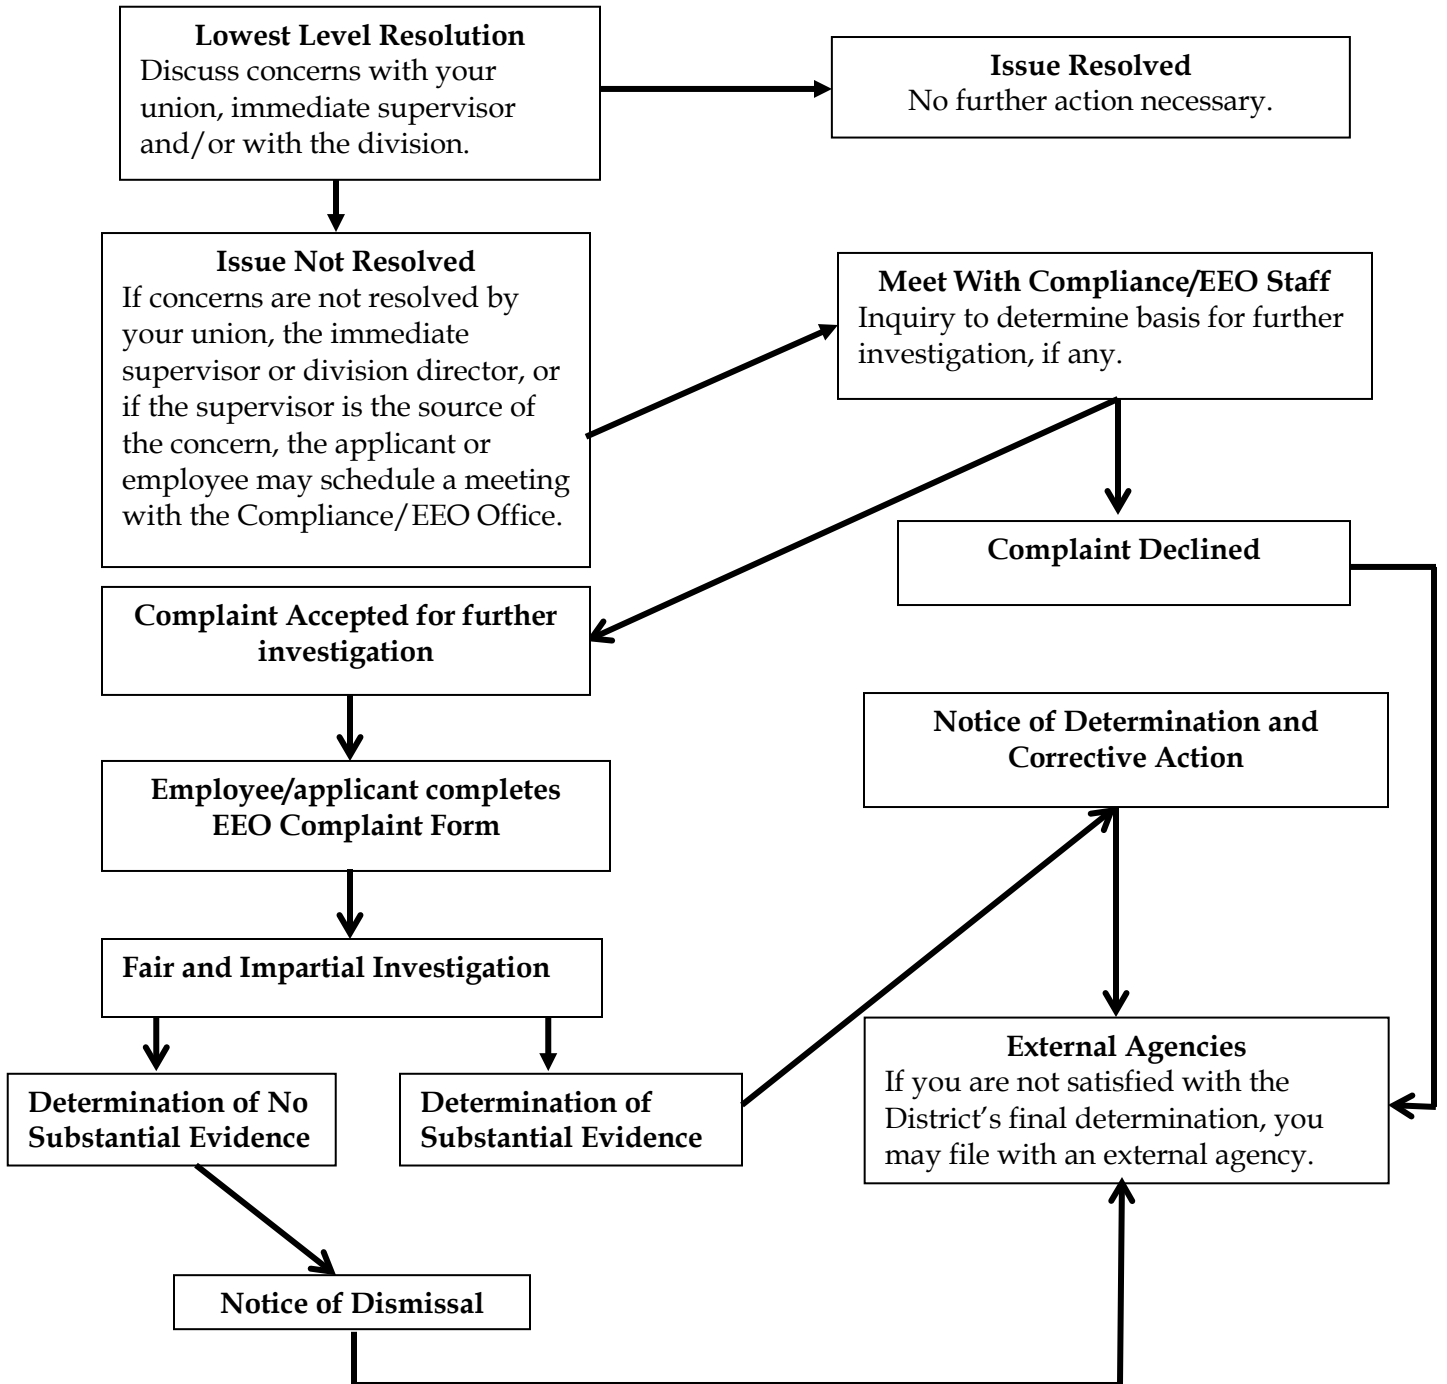 Lowest Level Resolution
Discuss concerns with your
union, immediate supervisor
and/or with the division.
Issue Resolved
No further action necessary.
Issue Not Resolved
If concerns are not resolved by
your union, the immediate
supervisor or division director, or
if the supervisor is the source of
the concern, the applicant or
employee may schedule a meeting
with the Compliance/EEO Office.
Meet With Compliance/EEO Staff
Inquiry to determine basis for further
investigation, if any.
Complaint Declined
Complaint Accepted for further
investigation
Notice of Determination and
Corrective Action
Employee/applicant completes
EEO Complaint Form
Fair and Impartial Investigation
External Agencies
If you are not satisfied with the
District’s final determination, you
may file with an external agency.
Determination of No
Substantial Evidence
Determination of
Substantial Evidence
Notice of Dismissal